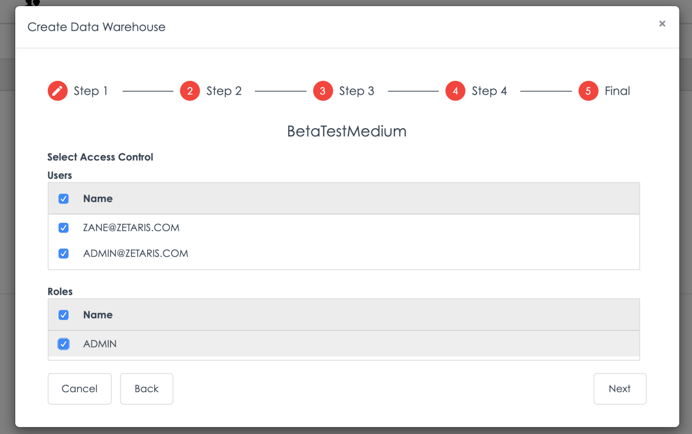 Create Data Warehouse
×
Step 1
2 Step 2
3 Step 3
4 Step 4
5 Final
BetaTestMedium
Select Access Control
Users
Name
ZANE@ZETARIS.COM
ADMIN@ZETARIS.COM
Roles
Name
ADMIN
Cancel
Back
Next